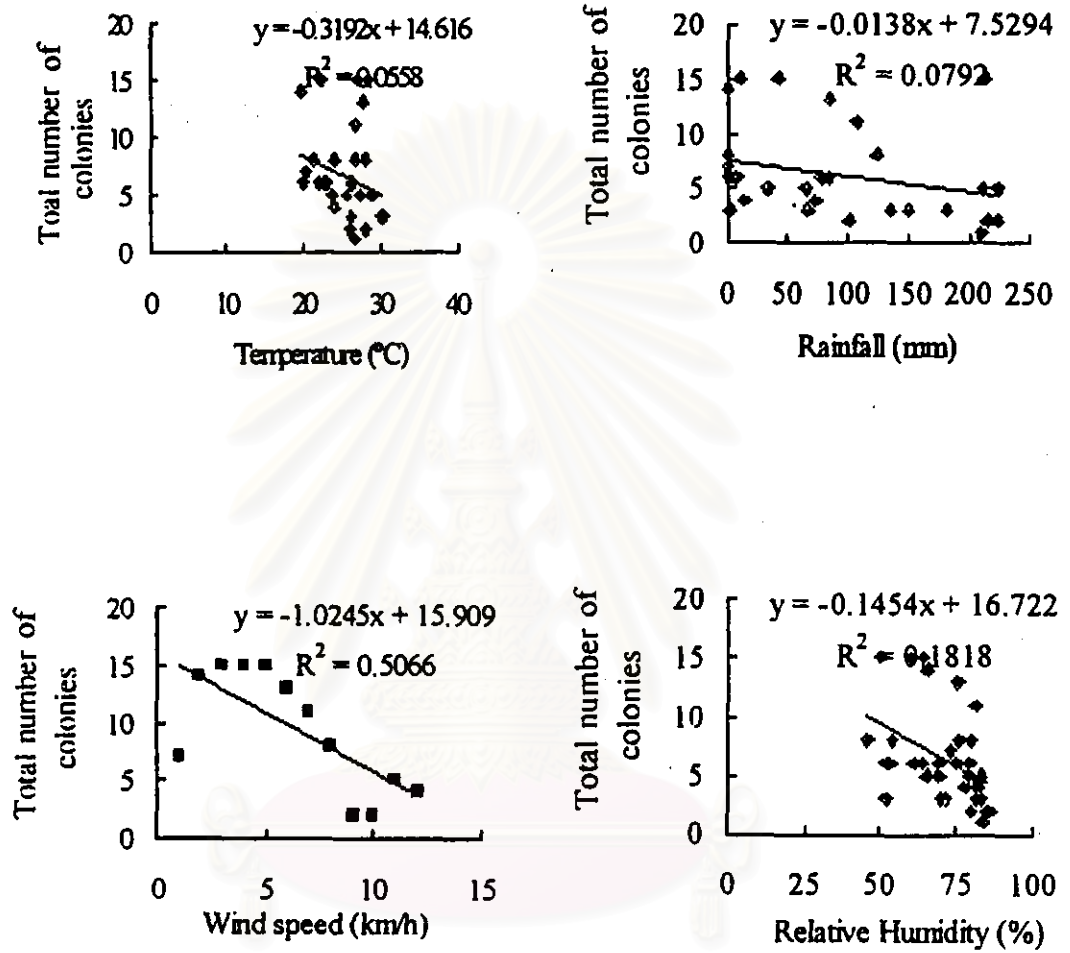 y = -0.3192x + 14.616
R² = 0.0558
Toal number of
colonies
20
15
10
5
0
0 10 20 30 40
Temperature (°C)
y = -0.0138x + 7.5294
R² = 0.0792
Total number of
colonies
20
15
10
5
0
0 50 100 150 200 250
Rainfall (mm)
y = -1.0245x + 15.909
R² = 0.5066
Total number of
colonies
20
15
10
5
0
0 5 10 15
Wind speed (km/h)
y = -0.1454x + 16.722
R² = 0.1818
Total number of
colonies
20
15
10
5
0
0 25 50 75 100
Relative Humidity (%)